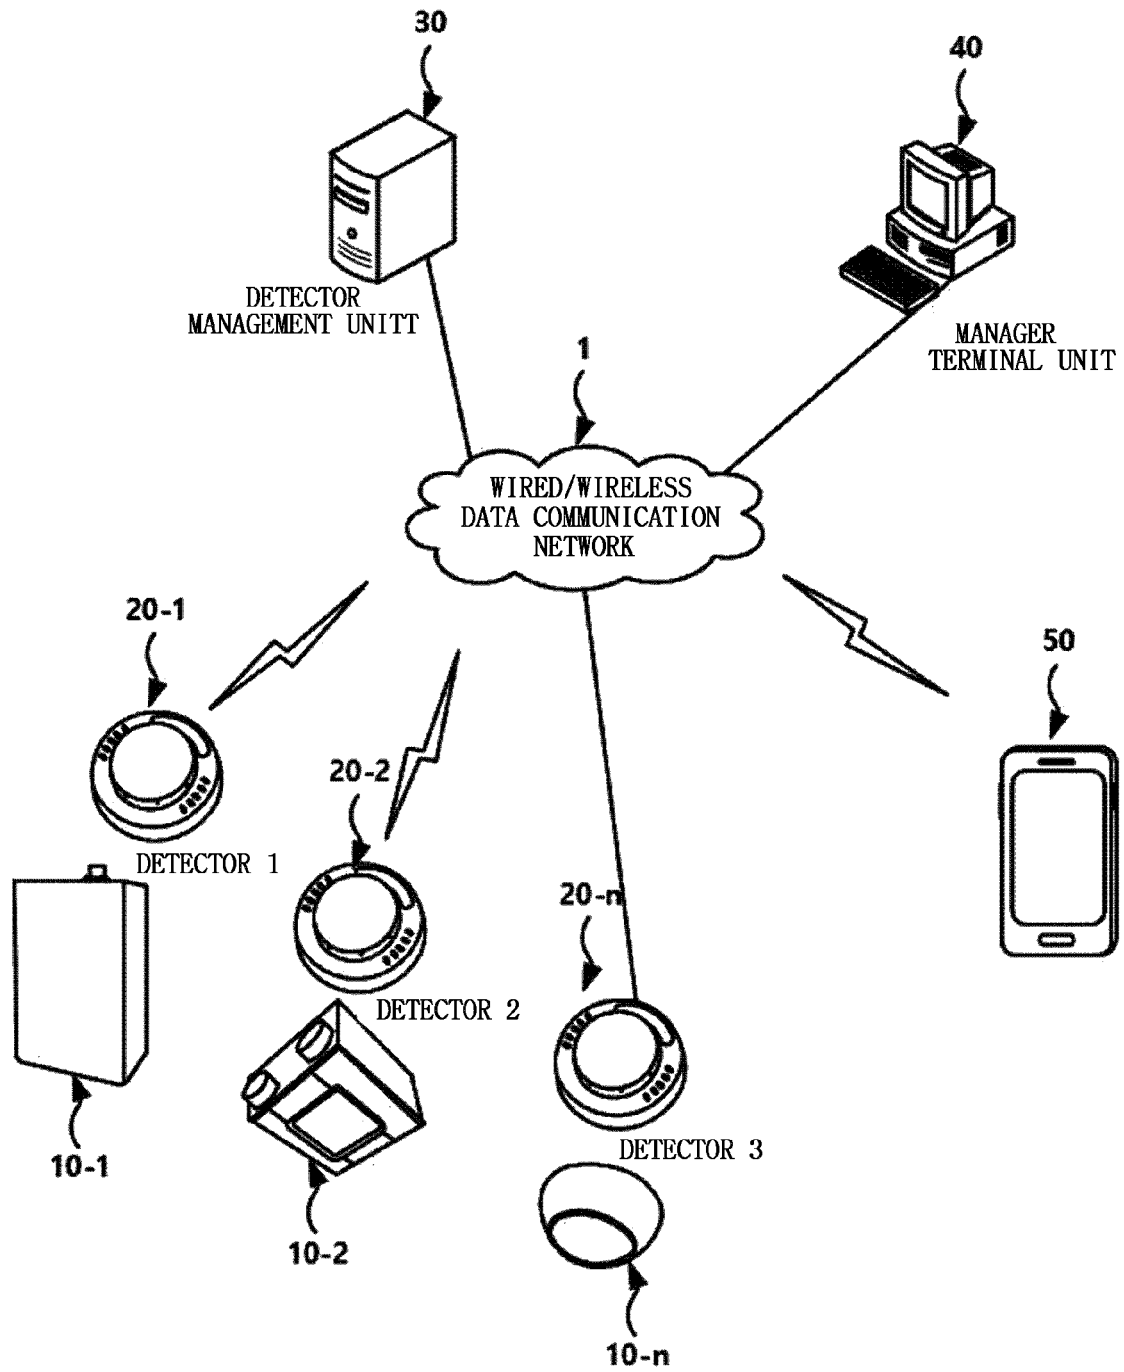 30
40
DETECTOR
MANAGEMENT UNITT
MANAGER
TERMINAL UNIT
1
WIRED/WIRELESS
DATA COMMUNICATION
NETWORK
20-1
50
20-2
DETECTOR 1
20-n
DETECTOR 2
DETECTOR 3
10-1
10-2
10-n